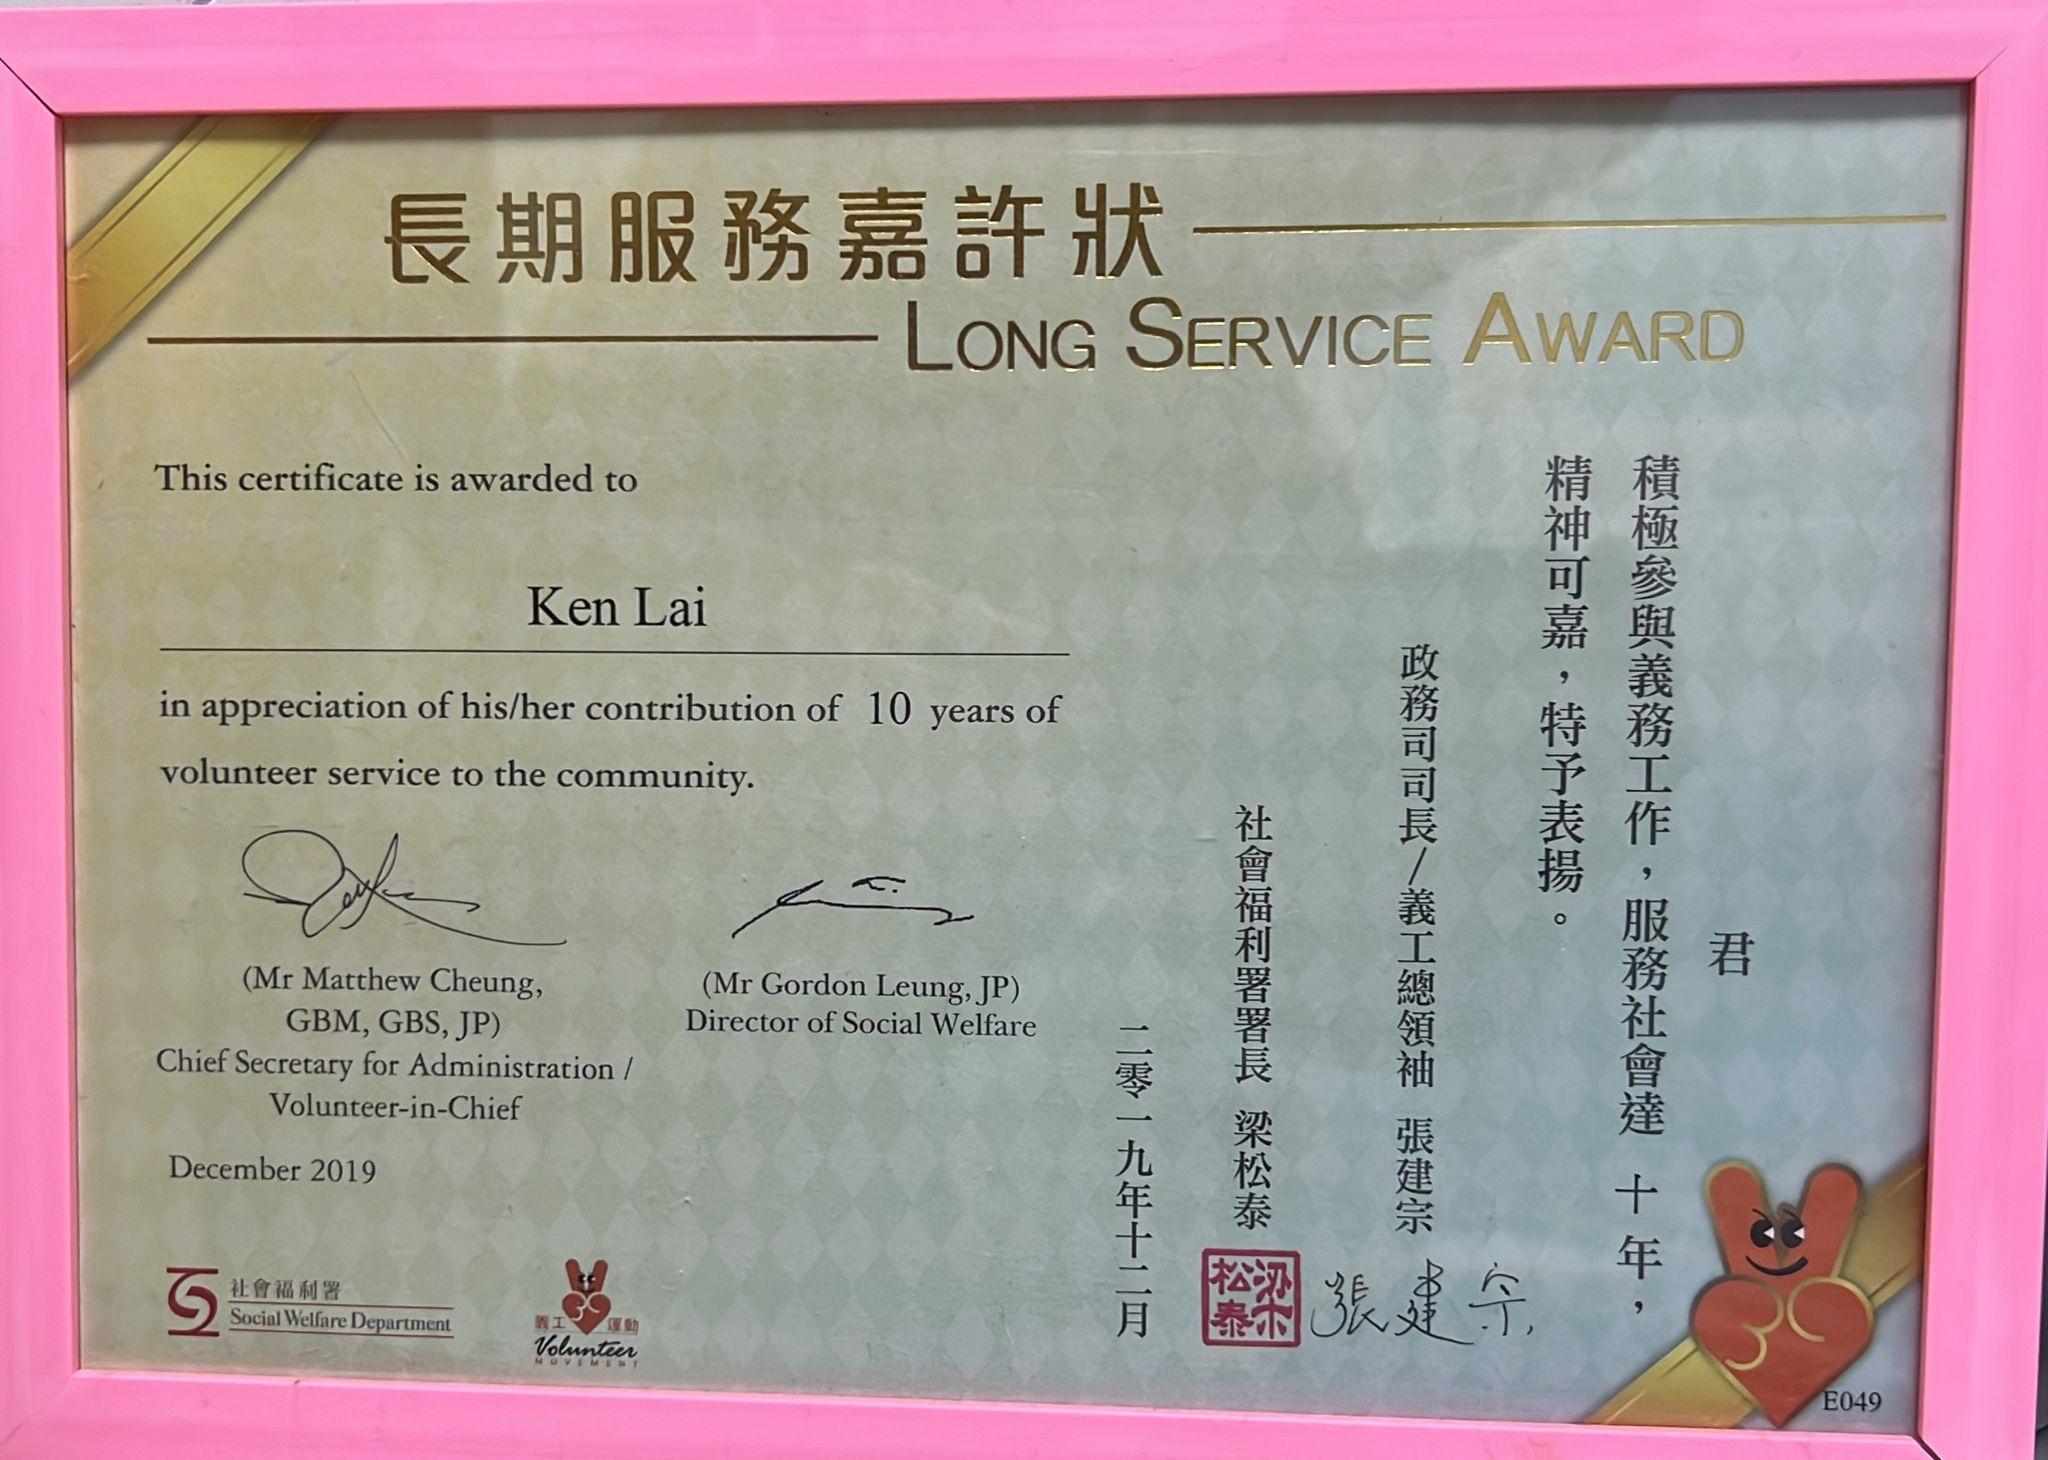 長期服務嘉許狀
LONG SERVICE AWARD
This certificate is awarded to
Ken Lai
in appreciation of his/her contribution of 10 years of
volunteer service to the community.
(Mr Matthew Cheung,
GBM, GBS, JP)
Chief Secretary for Administration /
Volunteer-in-Chief
(Mr Gordon Leung, JP)
Director of Social Welfare
December 2019
君
積極參與義務工作，服務社會達 十 年，
精神可嘉，特予表揚。
政務司司長/義工總領袖 張建宗
張建宗
社會福利署署長 梁松泰
梁松泰
二零一九年十二月
社會福利署
Social Welfare Department
義工運動
Volunteer
MOVEMENT
E049